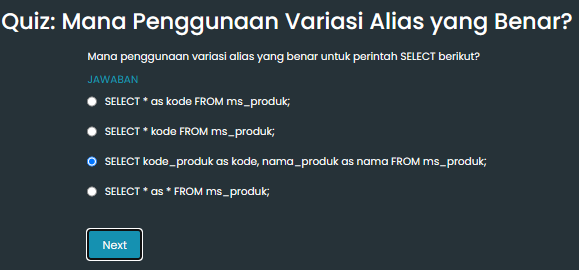 Quiz: Mana Penggunaan Variasi Alias yang Benar?
Mana penggunaan variasi alias yang benar untuk perintah SELECT berikut?
JAWABAN
SELECT * as kode FROM ms_produk;
SELECT * kode FROM ms_produk;
SELECT kode_produk as kode, nama_produk as nama FROM ms_produk;
SELECT * as * FROM ms_produk;
Next